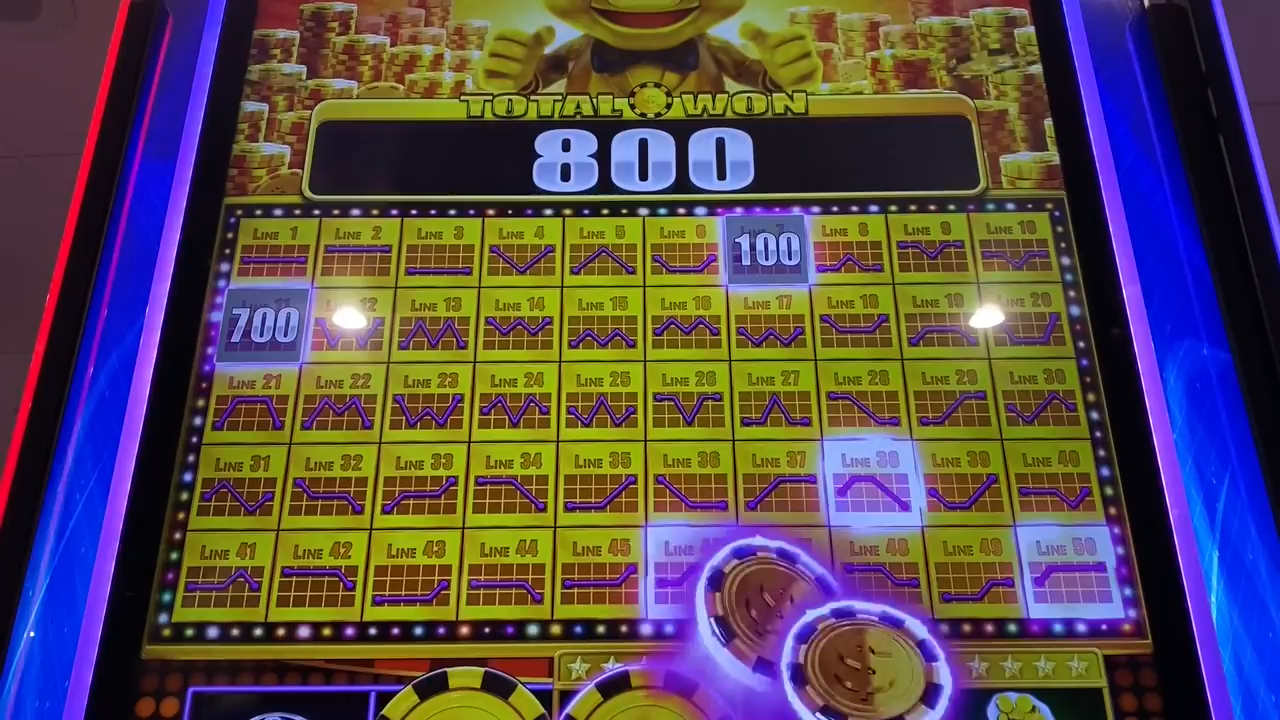 TOTAL WON
800
LINE 1 LINE 2 LINE 3 LINE 4 LINE 5 LINE 6 100 LINE 8 LINE 9 LINE 10
700 12 LINE 13 LINE 14 LINE 15 LINE 16 LINE 17 LINE 18 LINE 19 20
LINE 21 LINE 22 LINE 23 LINE 24 LINE 25 LINE 26 LINE 27 LINE 28 LINE 29 LINE 30
LINE 31 LINE 32 LINE 33 LINE 34 LINE 35 LINE 36 LINE 37 LINE 38 LINE 39 LINE 40
LINE 41 LINE 42 LINE 43 LINE 44 LINE 45 LINE 48 LINE 49 LINE 50
$
$